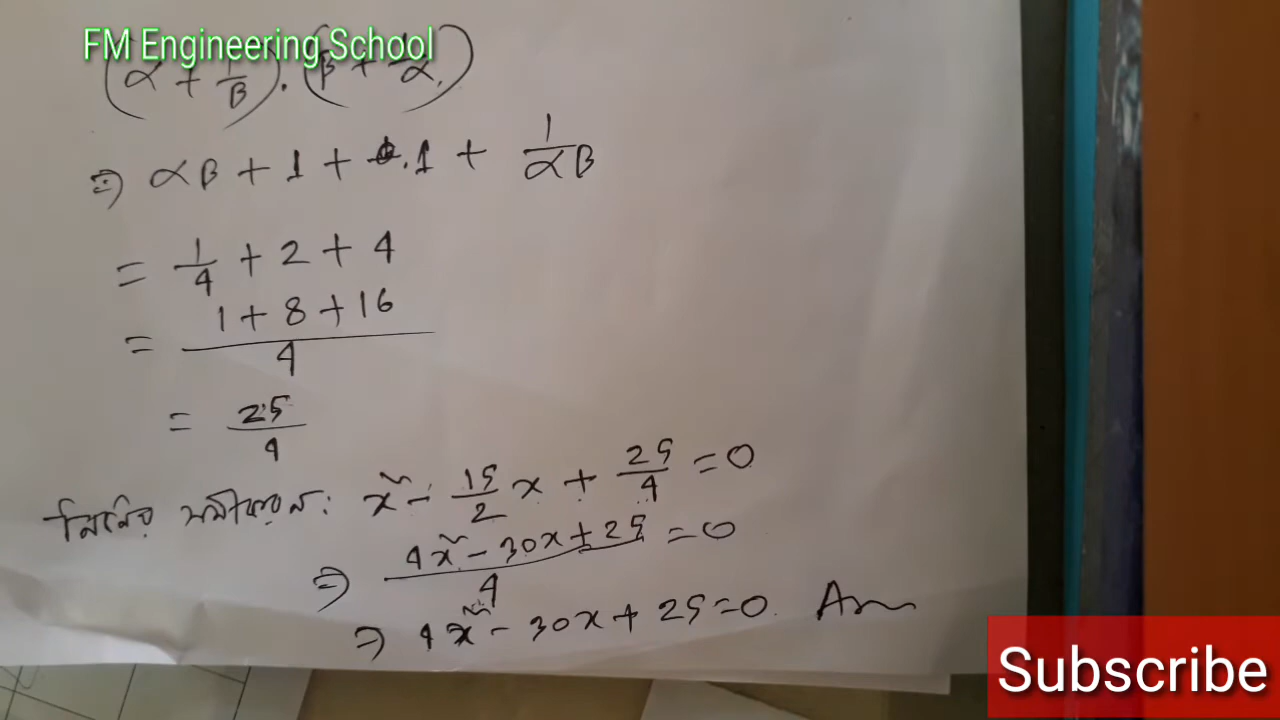 FM Engineering School
(α + 1/β) . (β + 1/α)
⇒ αβ + 1 + 1 + 1/αβ
= 1/4 + 2 + 4
= (1 + 8 + 16)/4
= 25/4
নির্নেয় সমীকরন: x² - 15/2 x + 25/4 = 0
⇒ (4x² - 30x + 25)/4 = 0
⇒ 4x² - 30x + 25 = 0. Ans
Subscribe